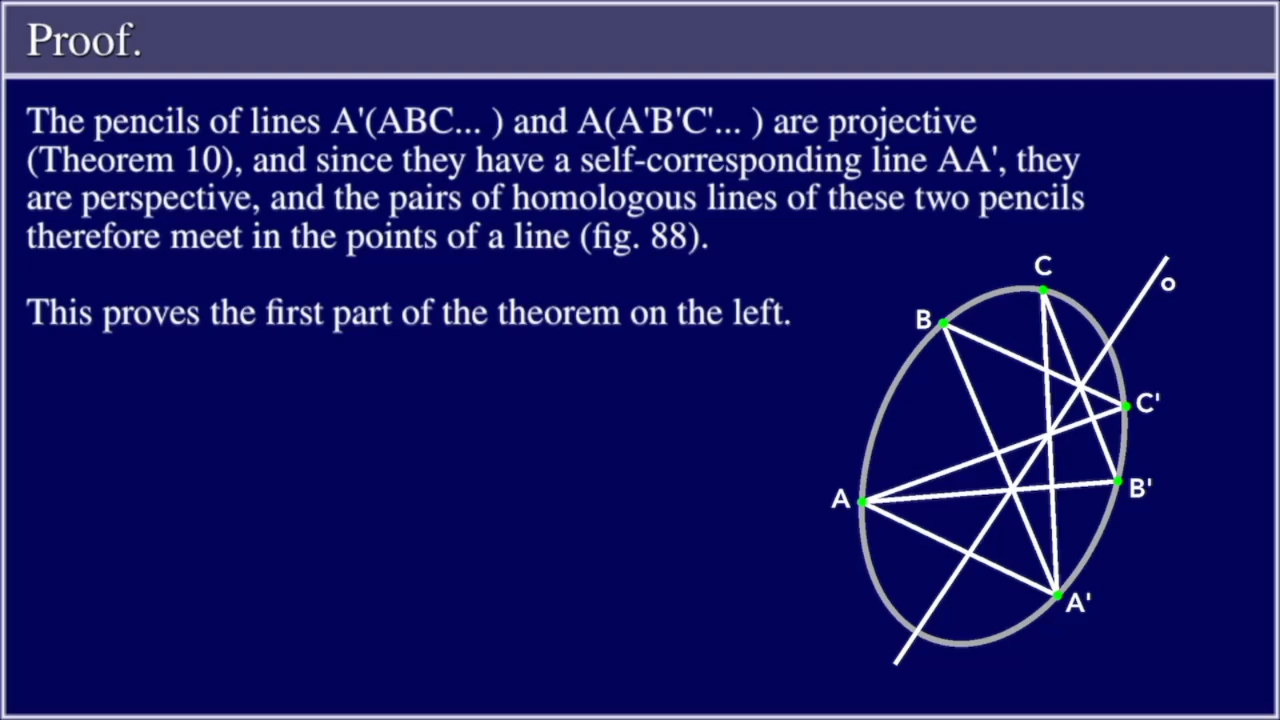 Proof.
The pencils of lines A'(ABC... ) and A(A'B'C'... ) are projective
(Theorem 10), and since they have a self-corresponding line AA', they
are perspective, and the pairs of homologous lines of these two pencils
therefore meet in the points of a line (fig. 88).
This proves the first part of the theorem on the left.
C
o
B
C'
A
B'
A'